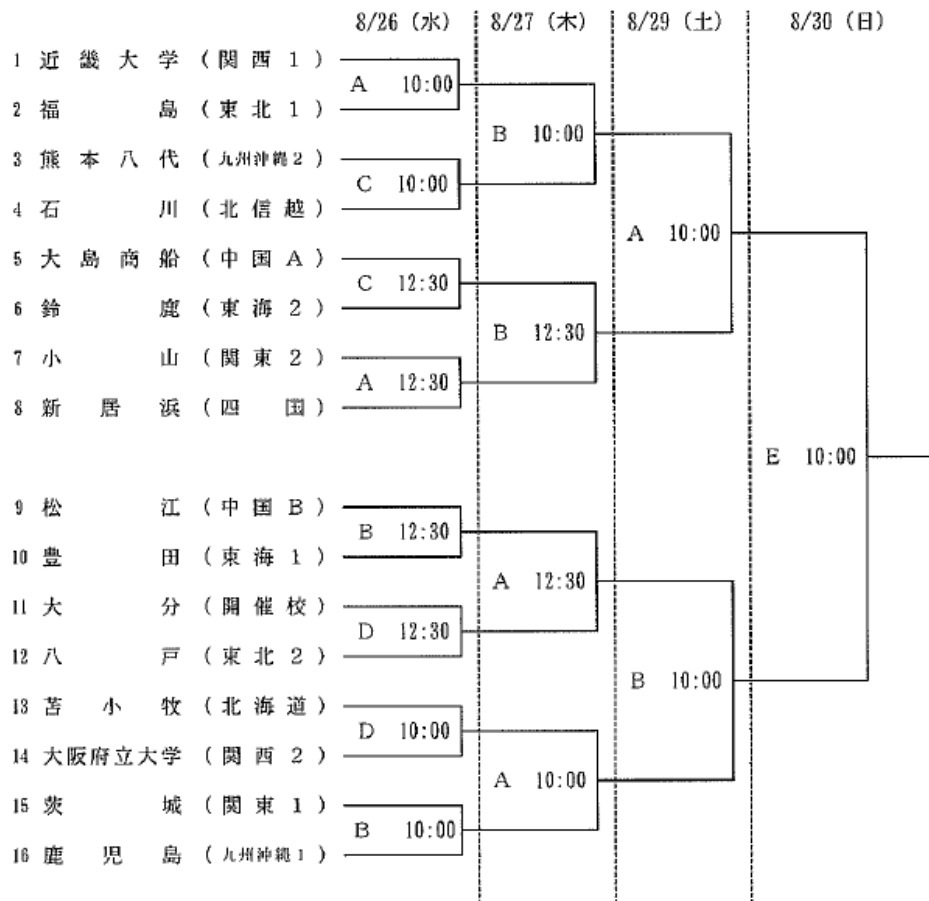 8/26 (水) 8/27 (木) 8/29 (土) 8/30 (日)
1 近畿大学 (関西1)
A 10:00
2 福島 (東北1)
B 10:00
3 熊本八代 (九州沖縄2)
C 10:00
4 石川 (北信越)
A 10:00
5 大島商船 (中国A)
C 12:30
6 鈴鹿 (東海2)
B 12:30
7 小山 (関東2)
A 12:30
8 新居浜 (四国)
E 10:00
9 松江 (中国B)
B 12:30
10 豊田 (東海1)
A 12:30
11 大分 (開催校)
D 12:30
12 八戸 (東北2)
B 10:00
13 苫小牧 (北海道)
D 10:00
14 大阪府立大学 (関西2)
A 10:00
15 茨城 (関東1)
B 10:00
16 鹿児島 (九州沖縄1)